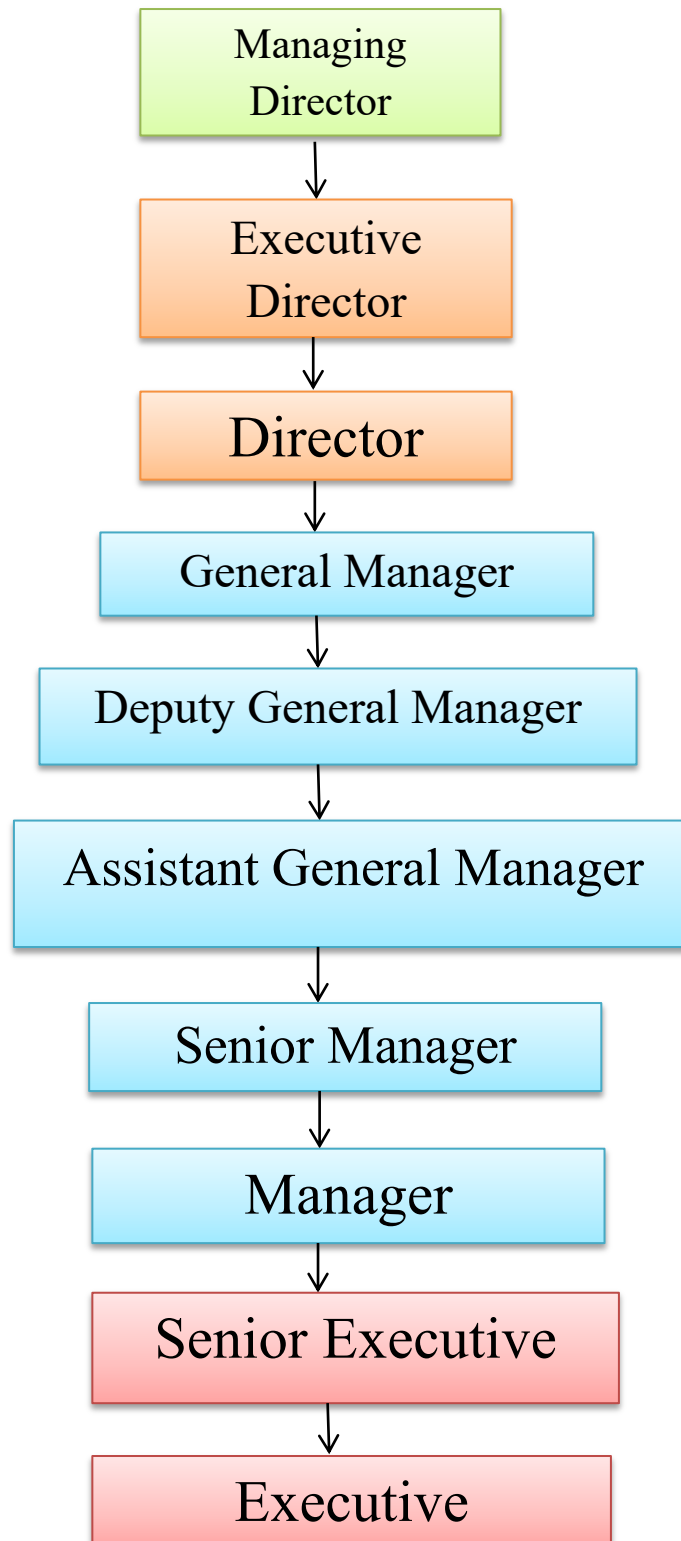 Managing
Director
Executive
Director
Director
General Manager
Deputy General Manager
Assistant General Manager
Senior Manager
Manager
Senior Executive
Executive